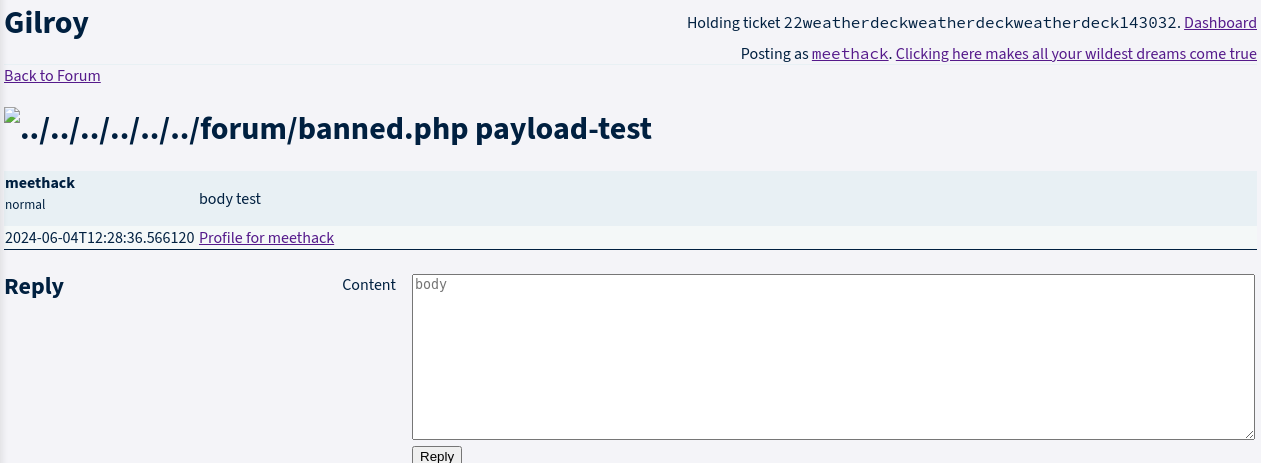 Gilroy
Holding ticket 22weatherdeckweatherdeckweatherdeck143032. Dashboard
Posting as meethack. Clicking here makes all your wildest dreams come true
Back to Forum
../../../../../../forum/banned.php payload-test
meethack
normal
body test
2024-06-04T12:28:36.566120 Profile for meethack
Reply
Content
body
Reply